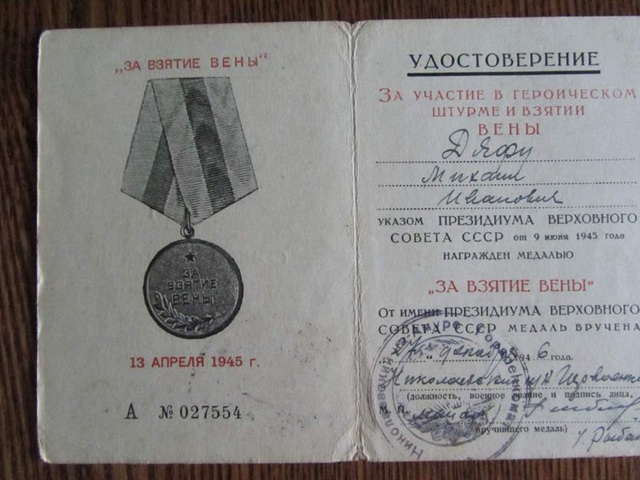 „ЗА ВЗЯТИЕ ВЕНЫ"
ЗА
ВЗЯТИЕ
ВЕНЫ
13 АПРЕЛЯ 1945 г.
А № 027554
УДОСТОВЕРЕНИЕ
ЗА УЧАСТИЕ В ГЕРОИЧЕСКОМ
ШТУРМЕ И ВЗЯТИИ
ВЕНЫ
Михаил
Иванович
УКАЗОМ ПРЕЗИДИУМА ВЕРХОВНОГО
СОВЕТА СССР от 9 июня 1945 года
НАГРАЖДЕН МЕДАЛЬЮ
„ЗА ВЗЯТИЕ ВЕНЫ"
От имени ПРЕЗИДИУМА ВЕРХОВНОГО
СОВЕТА СССР МЕДАЛЬ ВРУЧЕНА
194 6 года.
(должность, военное звание и подпись лица,
вручившего медаль)